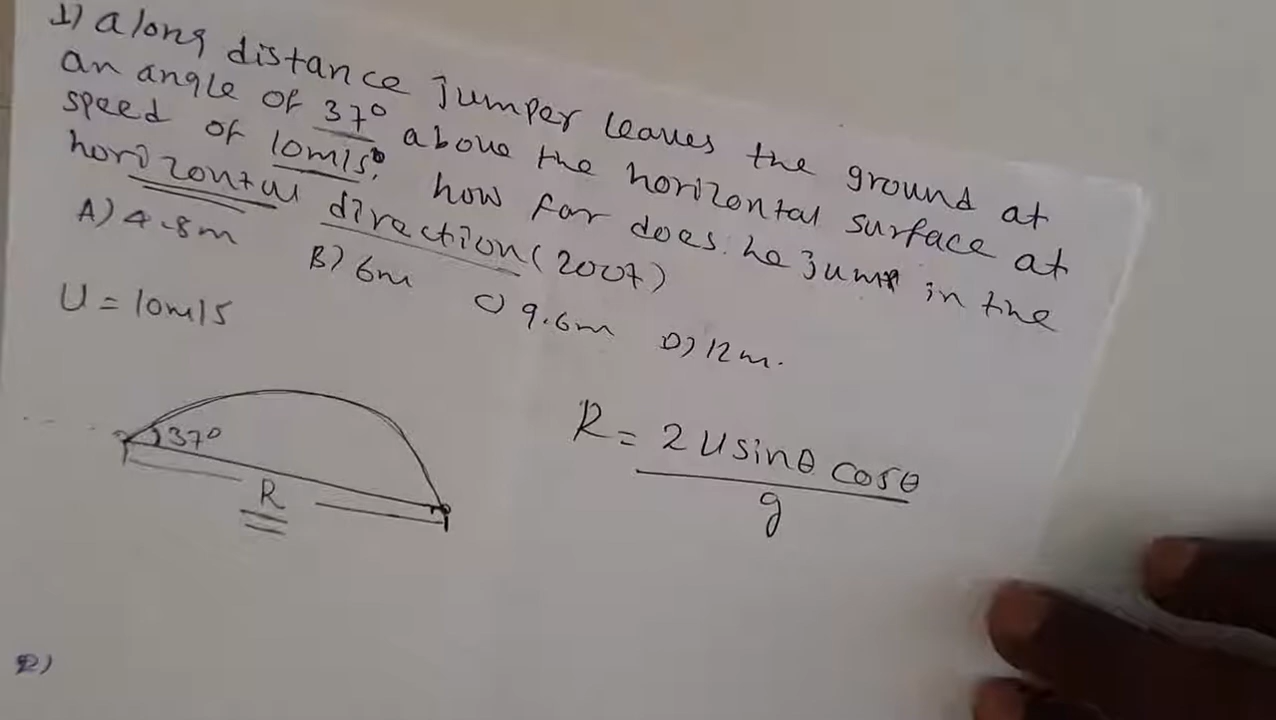 1) a long distance jumper leaves the ground at
an angle of 37° above the horizontal surface at
speed of 10m/s. how far does he jump in the
horizontal direction (2007)
A) 4.8m B) 6m C) 9.6m D) 12m.
U = 10m/s
37°
R
R = 2 U sinθ cosθ
g
2)